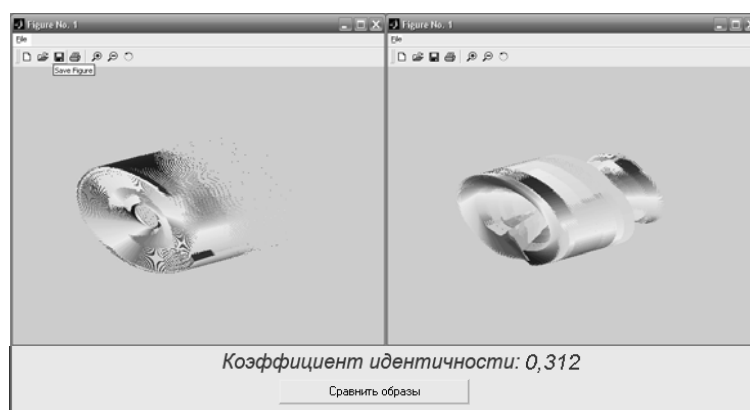 Figure No. 1
File
Save Figure
Figure No. 1
File
Коэффициент идентичности: 0,312
Сравнить образы